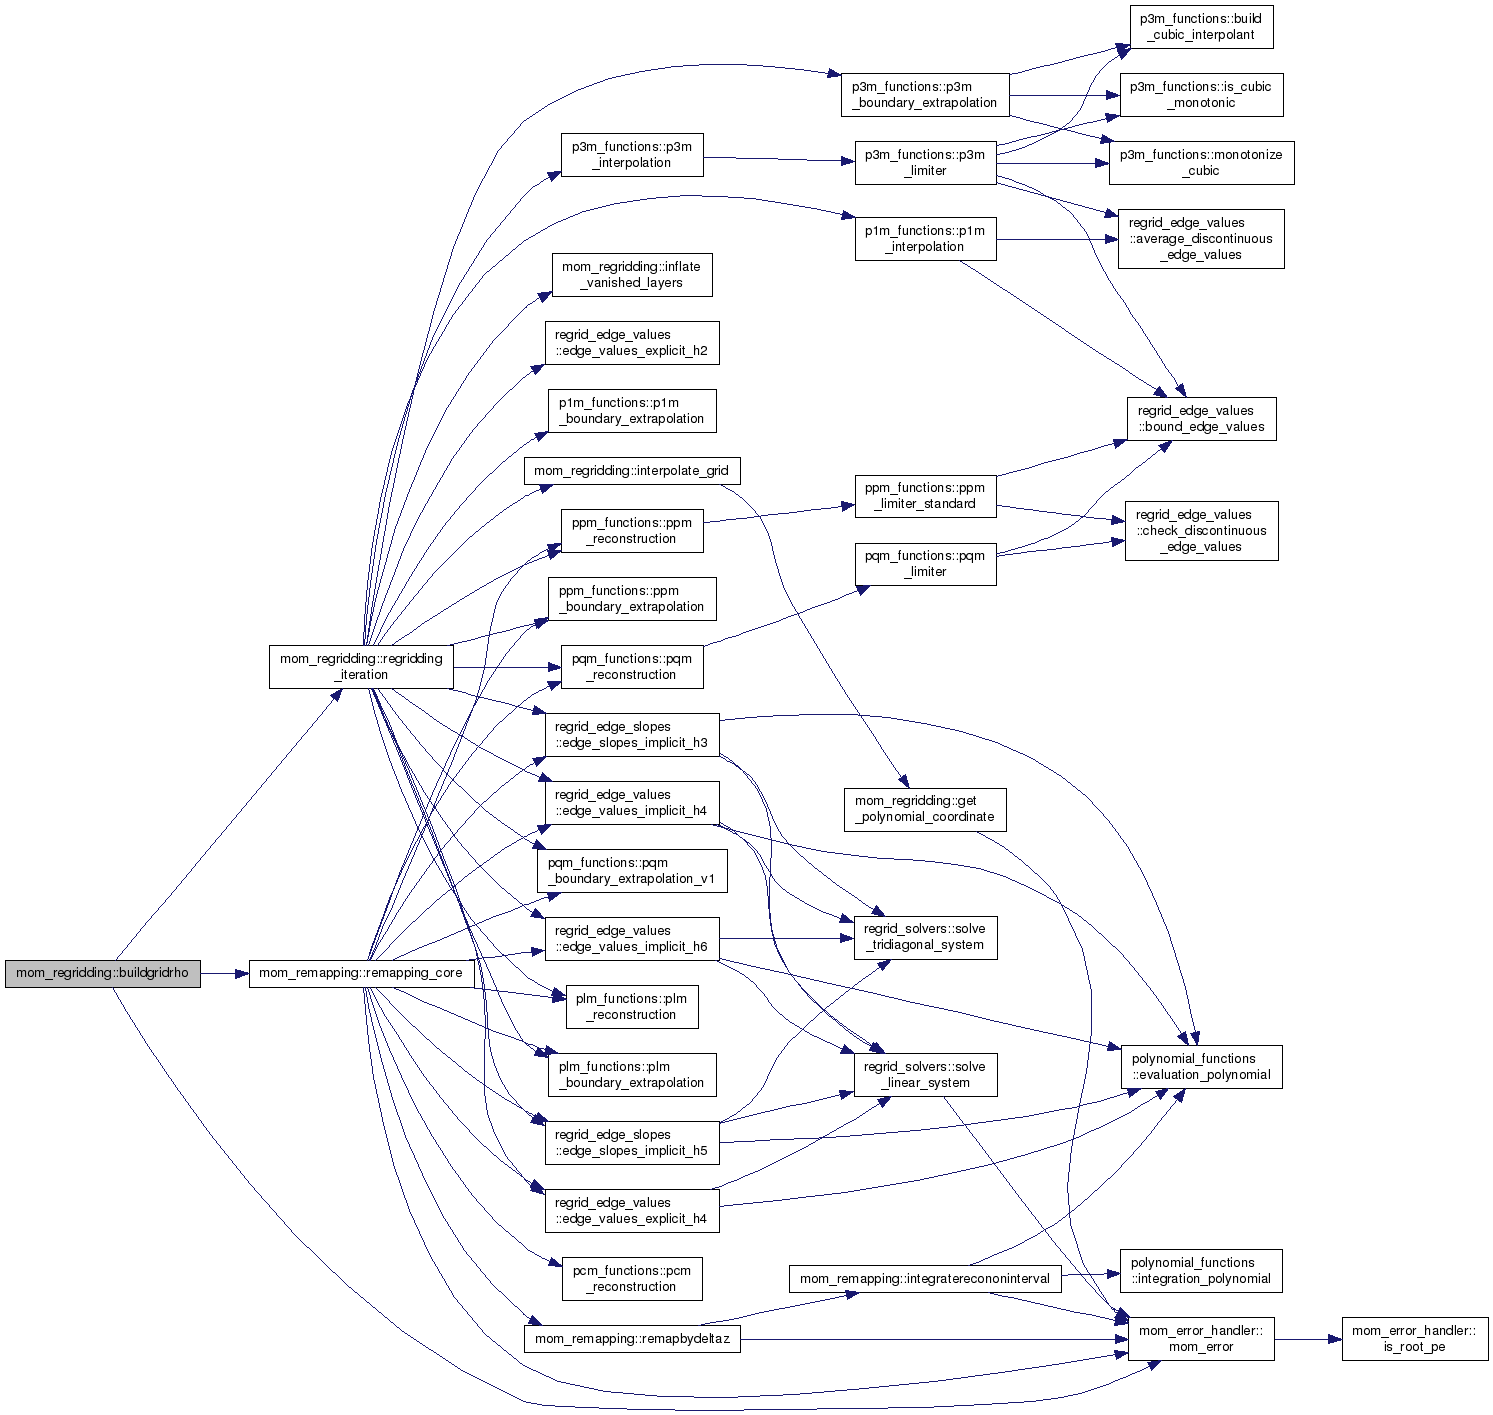 p3m_functions::build
_cubic_interpolant
p3m_functions::p3m
_boundary_extrapolation
p3m_functions::is_cubic
_monotonic
p3m_functions::p3m
_interpolation
p3m_functions::p3m
_limiter
p3m_functions::monotonize
_cubic
p1m_functions::p1m
_interpolation
regrid_edge_values
::average_discontinuous
_edge_values
mom_regridding::inflate
_vanished_layers
regrid_edge_values
::edge_values_explicit_h2
p1m_functions::p1m
_boundary_extrapolation
regrid_edge_values
::bound_edge_values
mom_regridding::interpolate_grid
ppm_functions::ppm
_reconstruction
ppm_functions::ppm
_limiter_standard
regrid_edge_values
::check_discontinuous
_edge_values
pqm_functions::pqm
_limiter
ppm_functions::ppm
_boundary_extrapolation
mom_regridding::regridding
_iteration
pqm_functions::pqm
_reconstruction
regrid_edge_slopes
::edge_slopes_implicit_h3
regrid_edge_values
::edge_values_implicit_h4
mom_regridding::get
_polynomial_coordinate
pqm_functions::pqm
_boundary_extrapolation_v1
regrid_edge_values
::edge_values_implicit_h6
regrid_solvers::solve
_tridiagonal_system
mom_regridding::buildgridrho
mom_remapping::remapping_core
plm_functions::plm
_reconstruction
plm_functions::plm
_boundary_extrapolation
regrid_solvers::solve
_linear_system
polynomial_functions
::evaluation_polynomial
regrid_edge_slopes
::edge_slopes_implicit_h5
regrid_edge_values
::edge_values_explicit_h4
pcm_functions::pcm
_reconstruction
mom_remapping::integraterecononinterval
polynomial_functions
::integration_polynomial
mom_remapping::remapbydeltaz
mom_error_handler::
mom_error
mom_error_handler::
is_root_pe